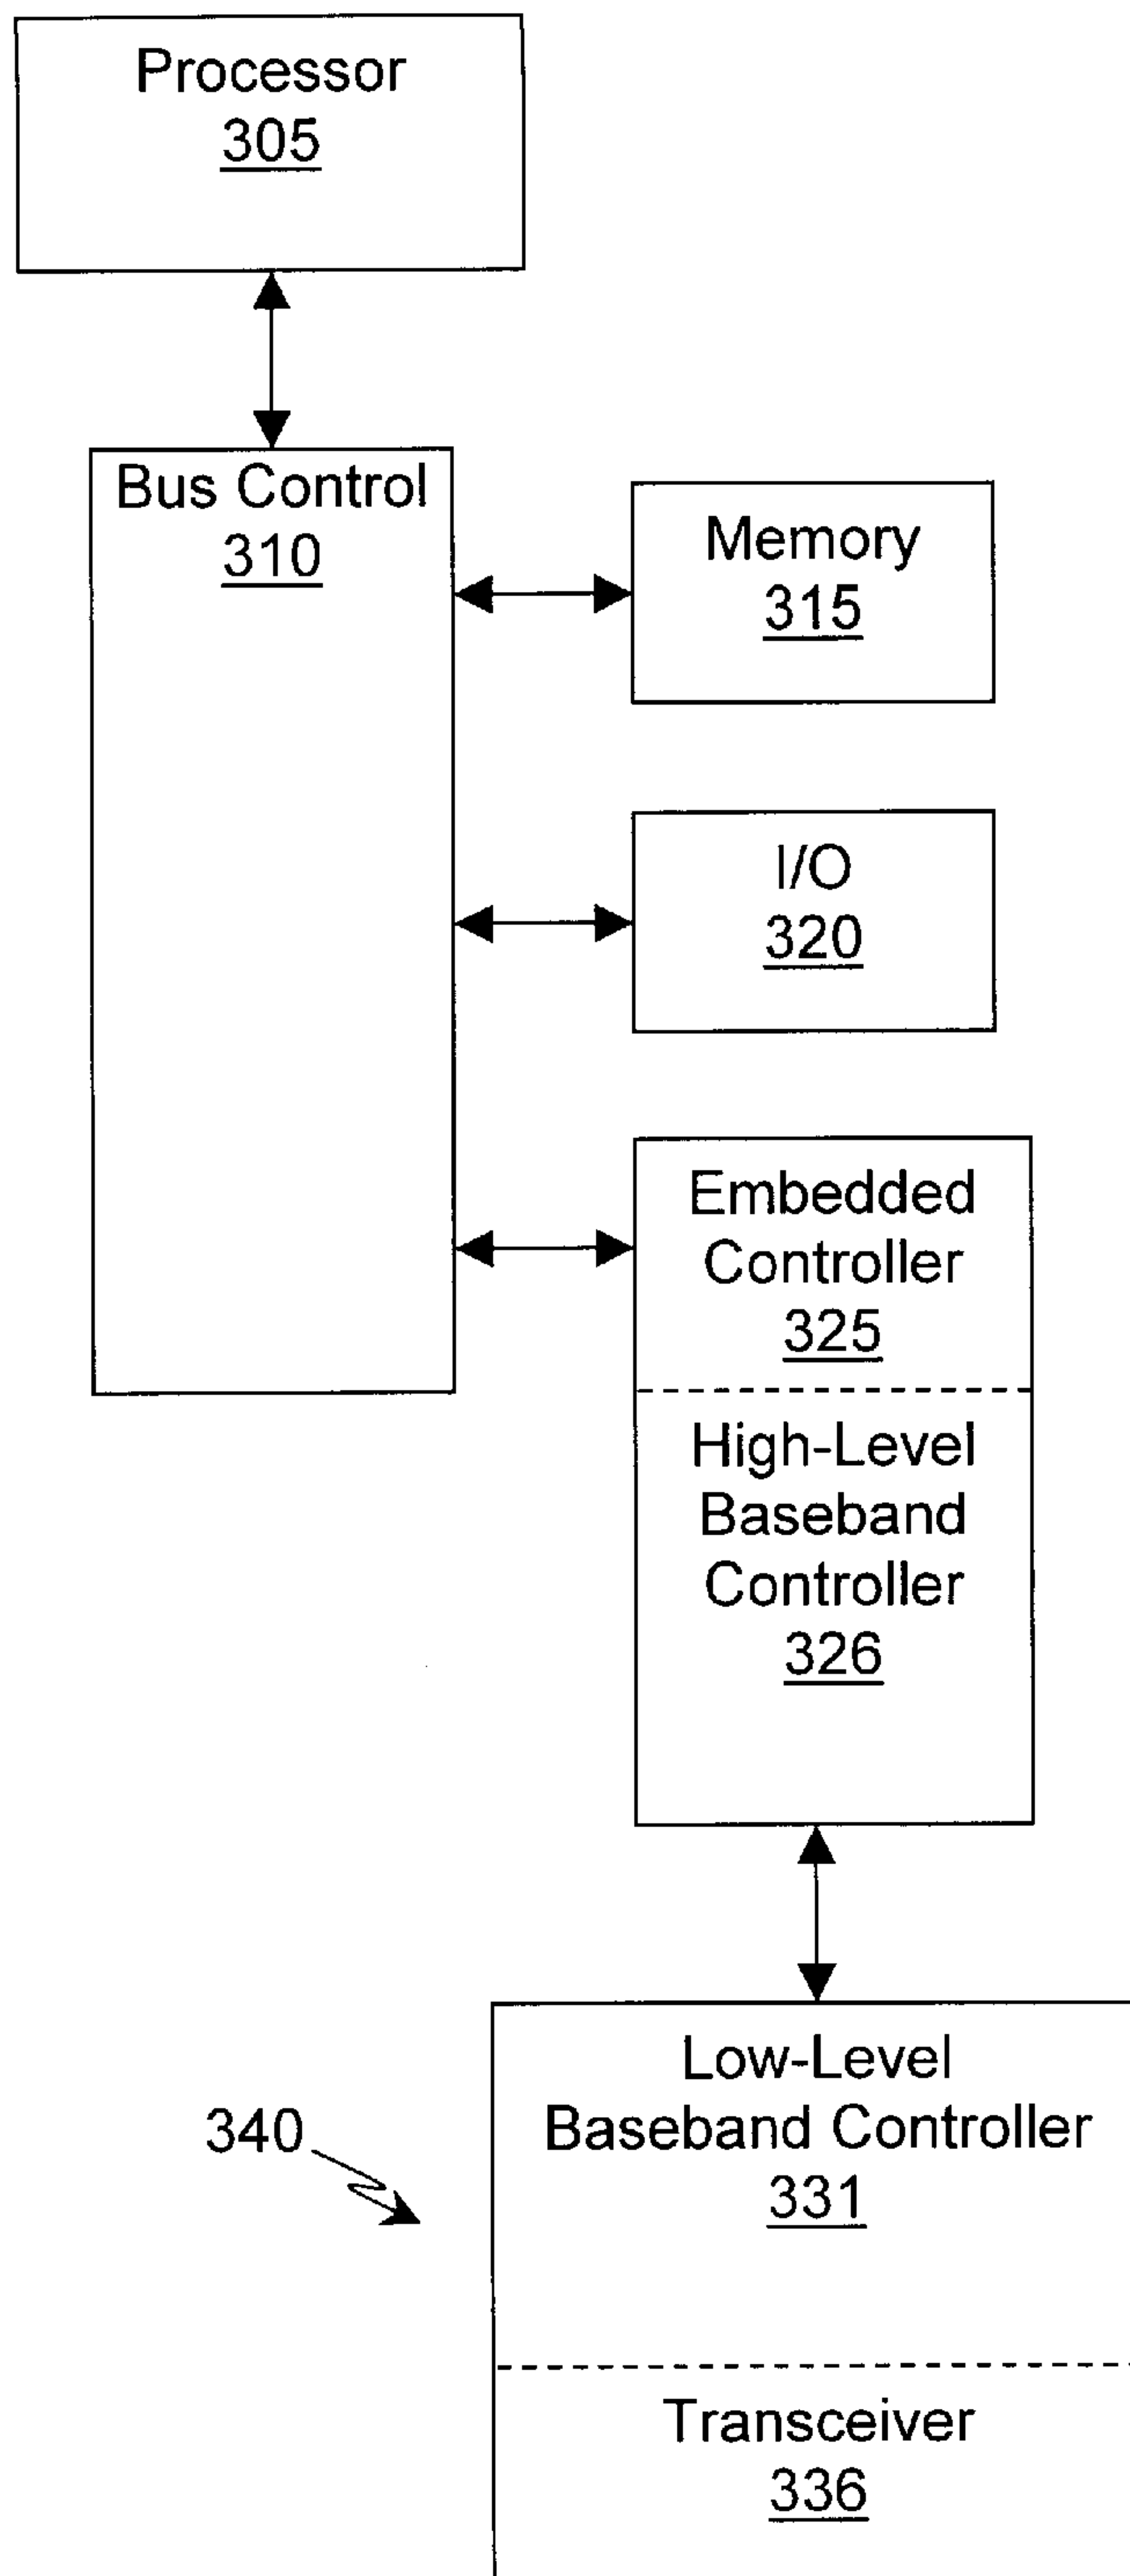 Processor
305
Bus Control
310
Memory
315
I/O
320
Embedded
Controller
325
High-Level
Baseband
Controller
326
340
Low-Level
Baseband Controller
331
Transceiver
336